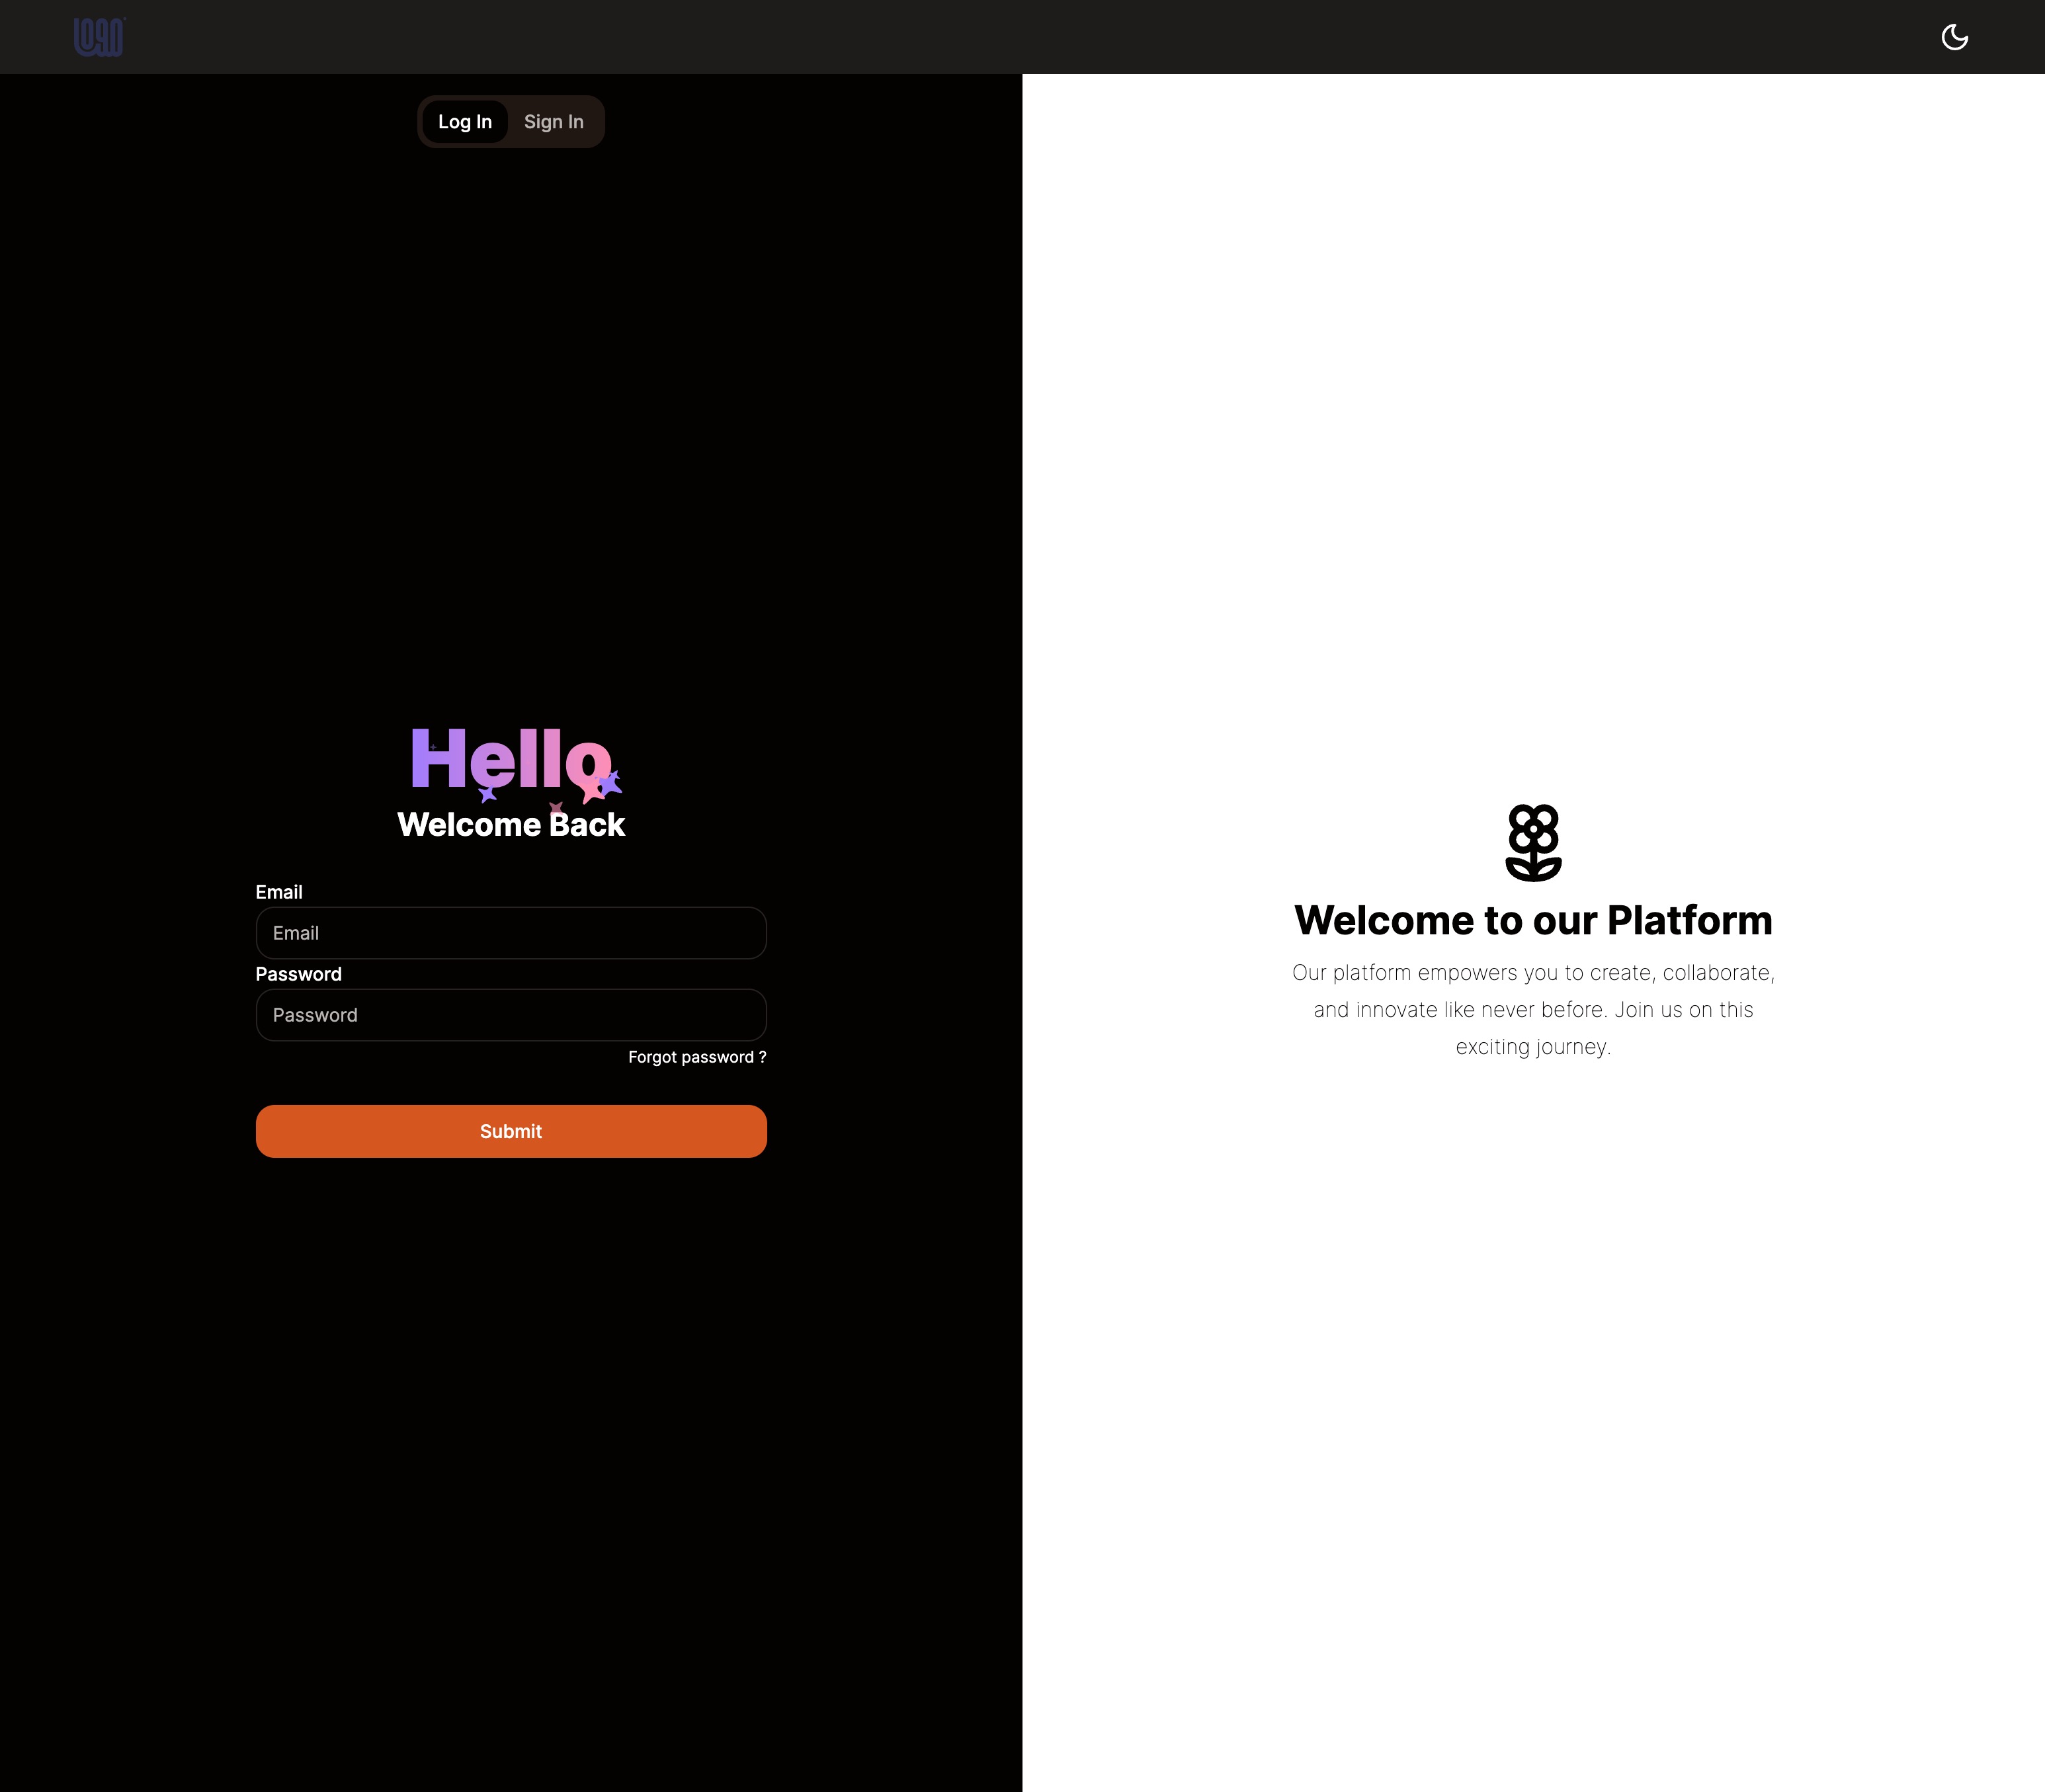 LOGO
Log In
Sign In
Hello
Welcome Back
Email
Email
Password
Password
Forgot password ?
Submit
Welcome to our Platform
Our platform empowers you to create, collaborate,
and innovate like never before. Join us on this
exciting journey.